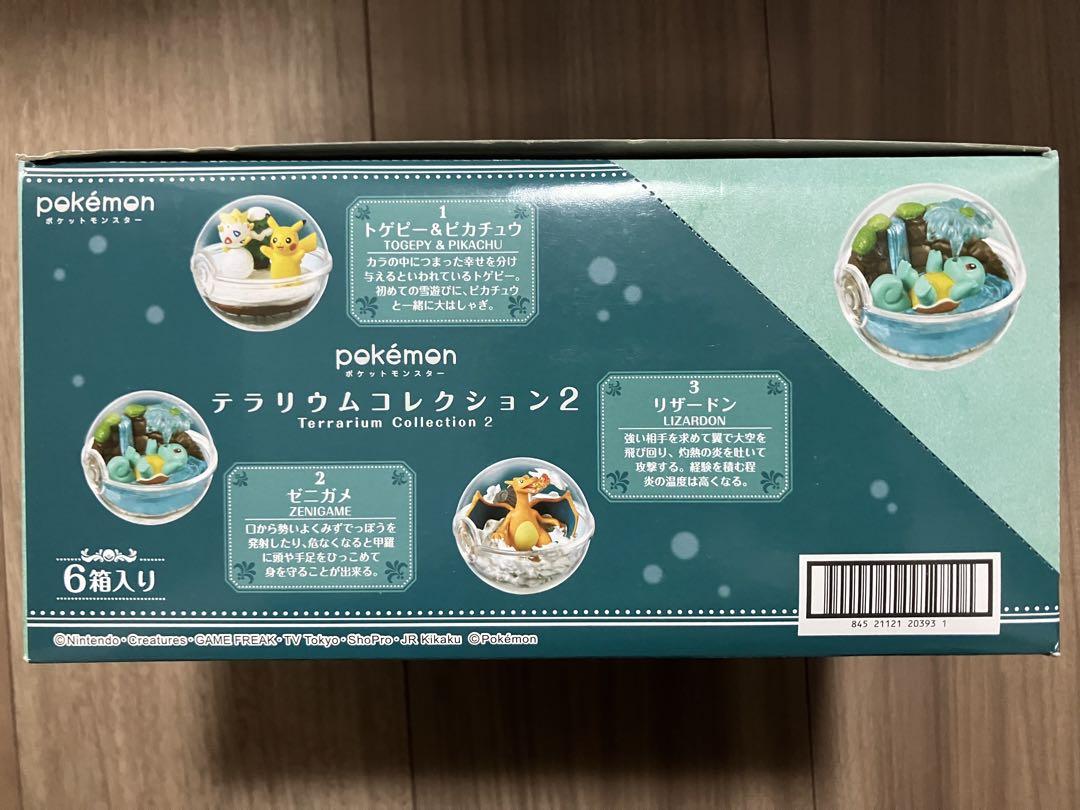 pokémon
ポケットモンスター
1
トゲピー&ピカチュウ
TOGEPY & PIKACHU
カラの中につまった幸せを分け
与えるといわれているトゲピー。
初めての雪遊びに、ピカチュウ
と一緒に大はしゃぎ。
pokémon
ポケットモンスター
テラリウムコレクション2
Terrarium Collection 2
2
ゼニガメ
ZENIGAME
口から勢いよくみずでっぽうを
発射したり、危なくなると甲羅
に頭や手足をひっこめて
身を守ることが出来る。
3
リザードン
LIZARDON
強い相手を求めて翼で大空を
飛び回り、灼熱の炎を吐いて
攻撃する。経験を積む程
炎の温度は高くなる。
6箱入り
845 21121 20393 1
©Nintendo・Creatures・GAME FREAK・TV Tokyo・ShoPro・JR Kikaku ©Pokémon